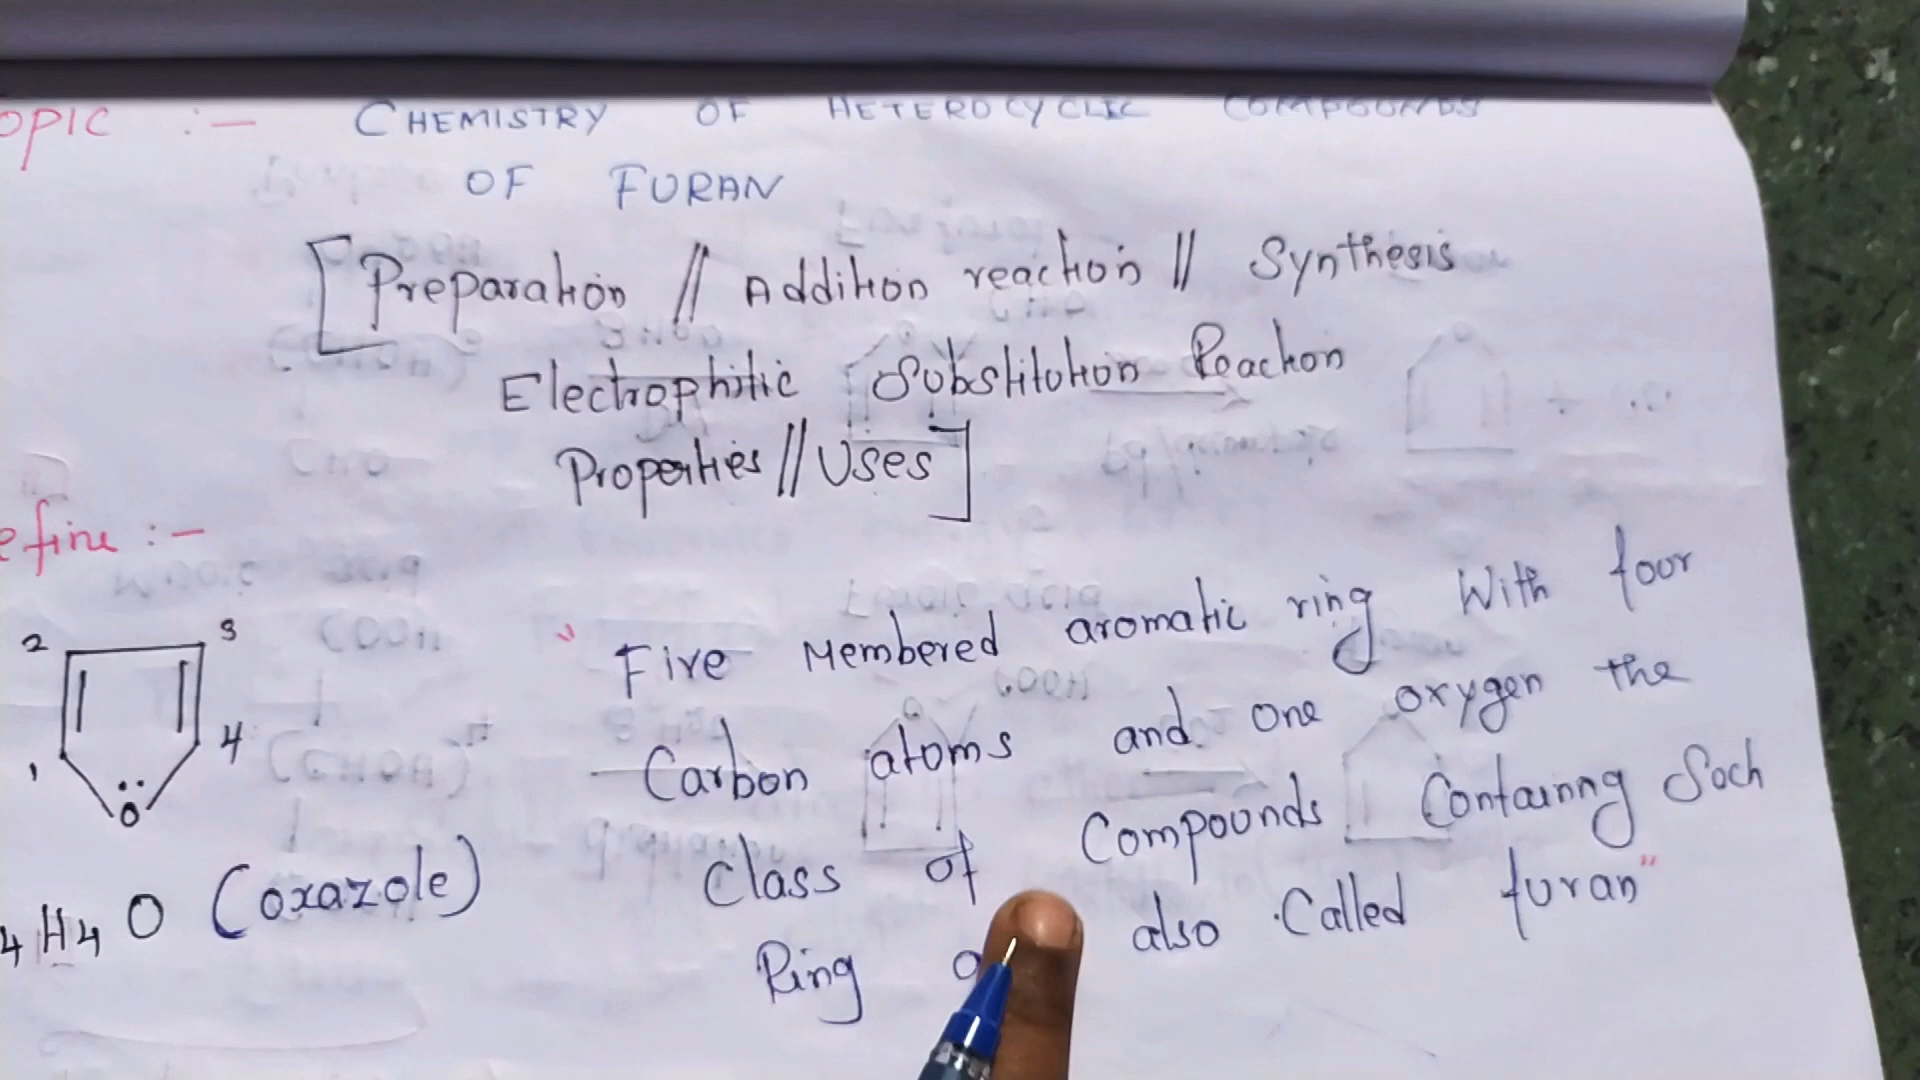 OPIC :- CHEMISTRY OF HETEROCYCLIC COMPOUNDS
OF FURAN
[Preparation // Addition reaction // Synthesis
Electrophilic Substitution Reaction
Properties // Uses]
efine :-
2 3
"Five Membered aromatic ring With four
Carbon atoms and one oxygen the
1 4
Class of Compounds Containing Such
O
4H4O (oxazole)
Ring also Called furan"